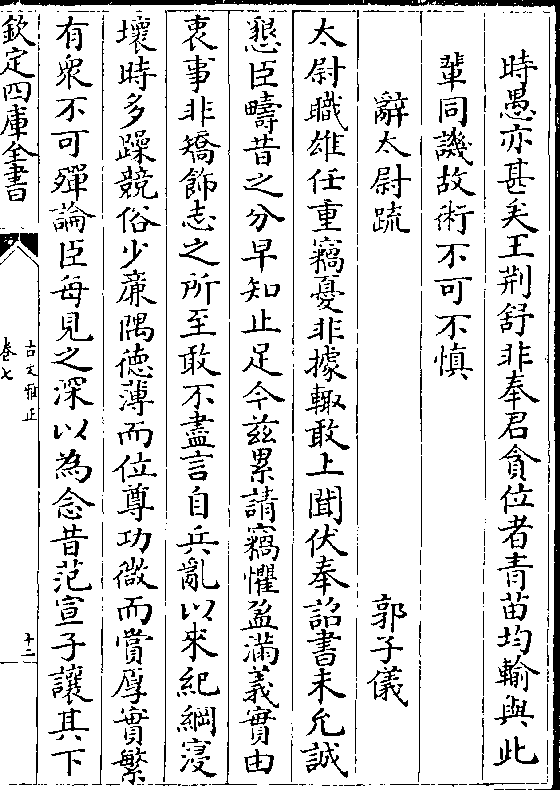 時愚亦甚矣王荆舒非奉君貪位者青苗均輸與此
軰同譏故術不可不慎
辭太尉䟽 郭子儀
太尉職雄任重竊憂非據輙敢上聞伏奉詔書未允誠
懇臣疇昔之分早知止足今兹累請竊懼盈滿義實由
衷事非矯飾志之所至敢不盡言自兵亂以來紀綱寖
壞時多躁競俗少亷隅德薄而位尊功微而賞厚實繁
有衆不可殫論臣每見之深以為念昔范宣子讓其下
欽定四庫全書
古文雅正
卷七
十二